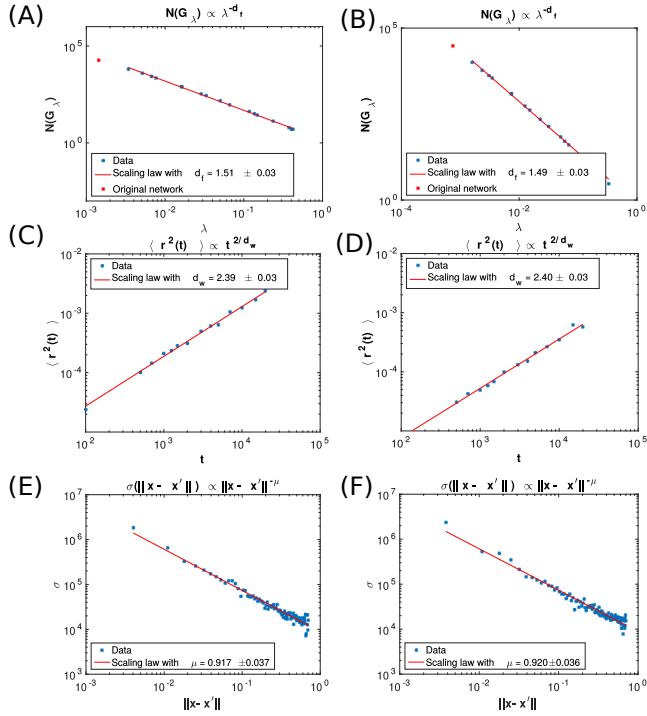 (A)
N(G λ) ∝ λ^-d f
10^5
10^0
N(G λ)
Data
Scaling law with d_f = 1.51 ± 0.03
Original network
10^-3
10^-2
10^-1
10^0
λ
(B)
N(G λ) ∝ λ^-d f
10^5
10^0
N(G λ)
Data
Scaling law with d_f = 1.49 ± 0.03
Original network
10^-4
10^-2
10^0
λ
(C)
⟨ r^2(t) ⟩ ∝ t^2/d_w
10^-2
10^-3
10^-4
⟨ r^2(t) ⟩
Data
Scaling law with d_w = 2.39 ± 0.03
10^2
10^3
10^4
10^5
t
(D)
⟨ r^2(t) ⟩ ∝ t^2/d_w
10^-2
10^-3
10^-4
⟨ r^2(t) ⟩
Data
Scaling law with d_w = 2.40 ± 0.03
10^2
10^3
10^4
10^5
t
(E)
σ(||x - x′||) ∝ ||x - x′||^-μ
10^7
10^6
10^5
10^4
10^3
σ
Data
Scaling law with μ = 0.917 ±0.037
10^-3
10^-2
10^-1
10^0
||x - x′||
(F)
σ(||x - x′||) ∝ ||x - x′||^-μ
10^7
10^6
10^5
10^4
10^3
σ
Data
Scaling law with μ = 0.920±0.036
10^-3
10^-2
10^-1
10^0
||x - x′||